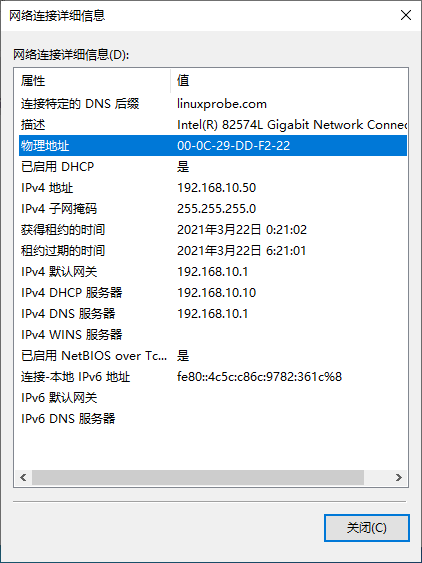 网络连接详细信息
网络连接详细信息(D):
属性 值
连接特定的 DNS 后缀 linuxprobe.com
描述 Intel(R) 82574L Gigabit Network Connec
物理地址 00-0C-29-DD-F2-22
已启用 DHCP 是
IPv4 地址 192.168.10.50
IPv4 子网掩码 255.255.255.0
获得租约的时间 2021年3月22日 0:21:02
租约过期的时间 2021年3月22日 6:21:01
IPv4 默认网关 192.168.10.1
IPv4 DHCP 服务器 192.168.10.10
IPv4 DNS 服务器 192.168.10.1
IPv4 WINS 服务器
已启用 NetBIOS over Tc... 是
连接-本地 IPv6 地址 fe80::4c5c:c86c:9782:361c%8
IPv6 默认网关
IPv6 DNS 服务器
关闭(C)